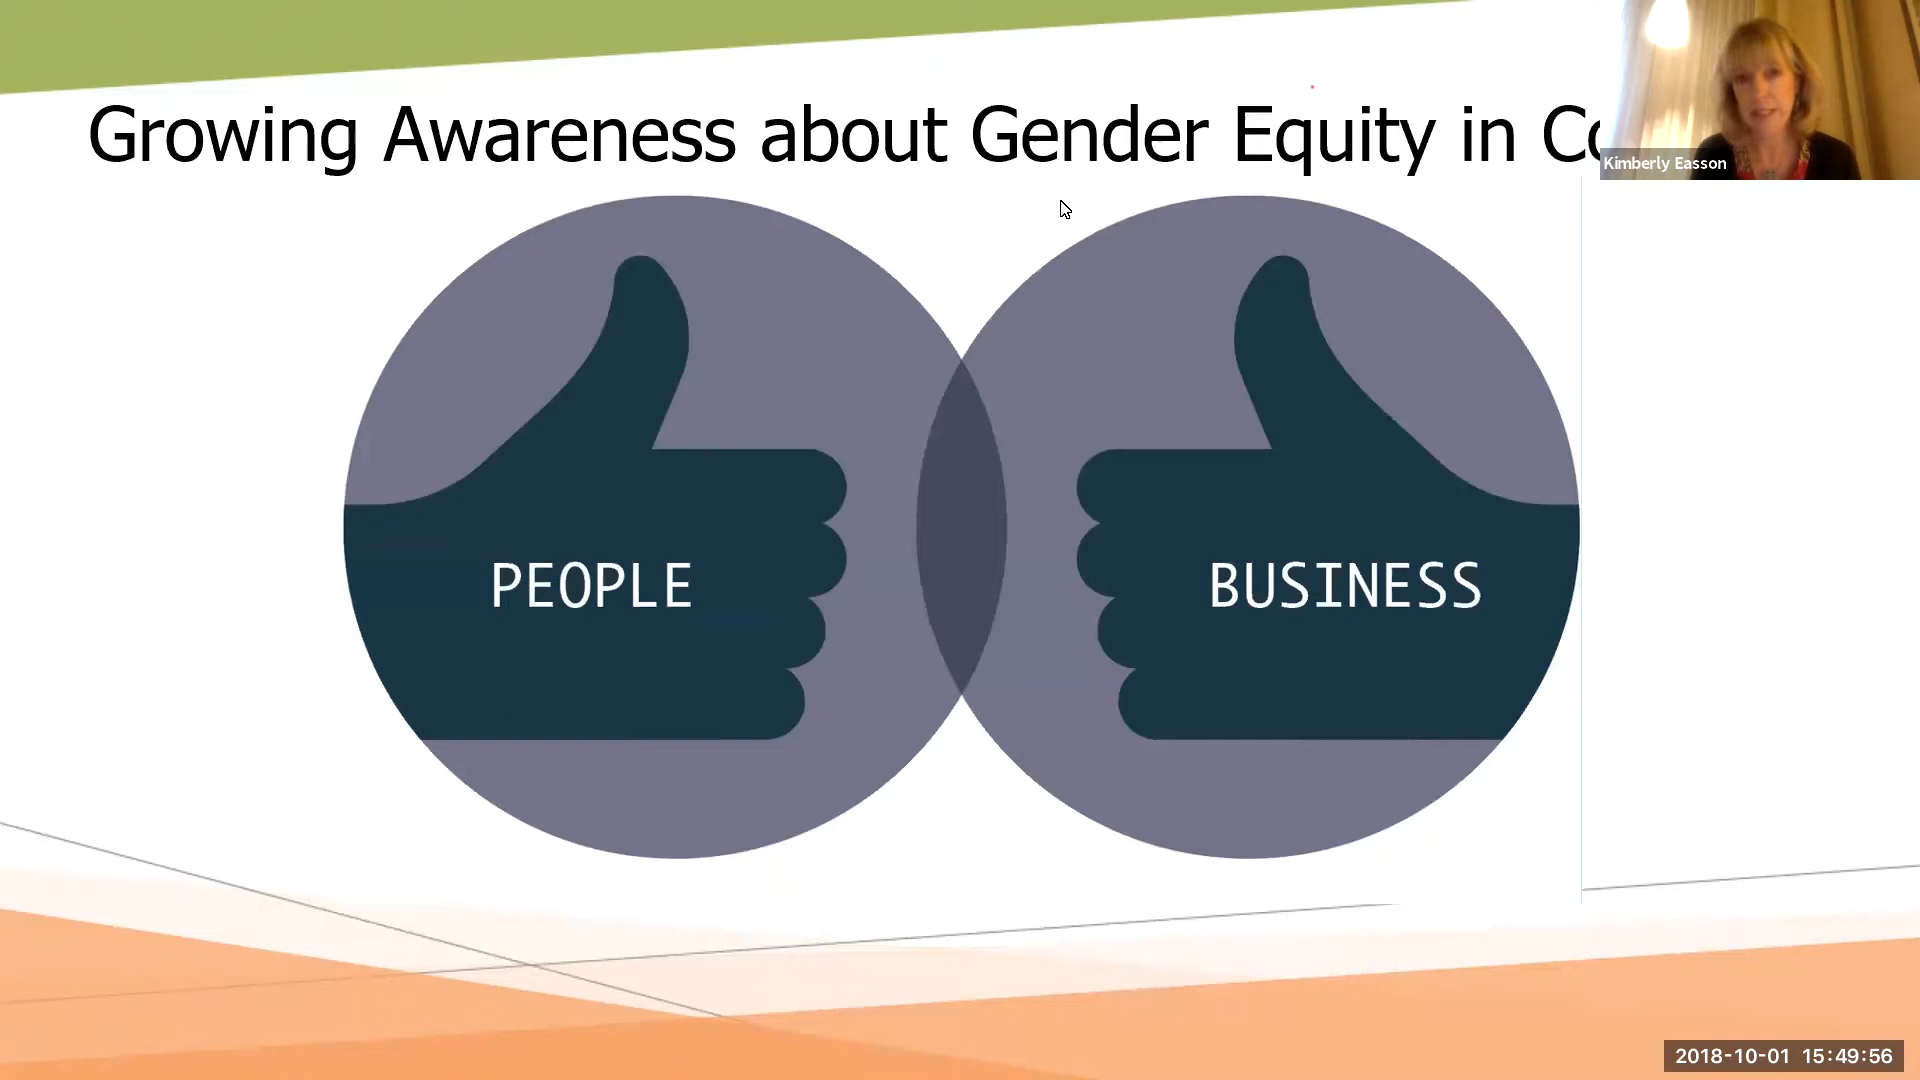 Growing Awareness about Gender Equity in Co
Kimberly Easson
PEOPLE
BUSINESS
2018-10-01 15:49:56